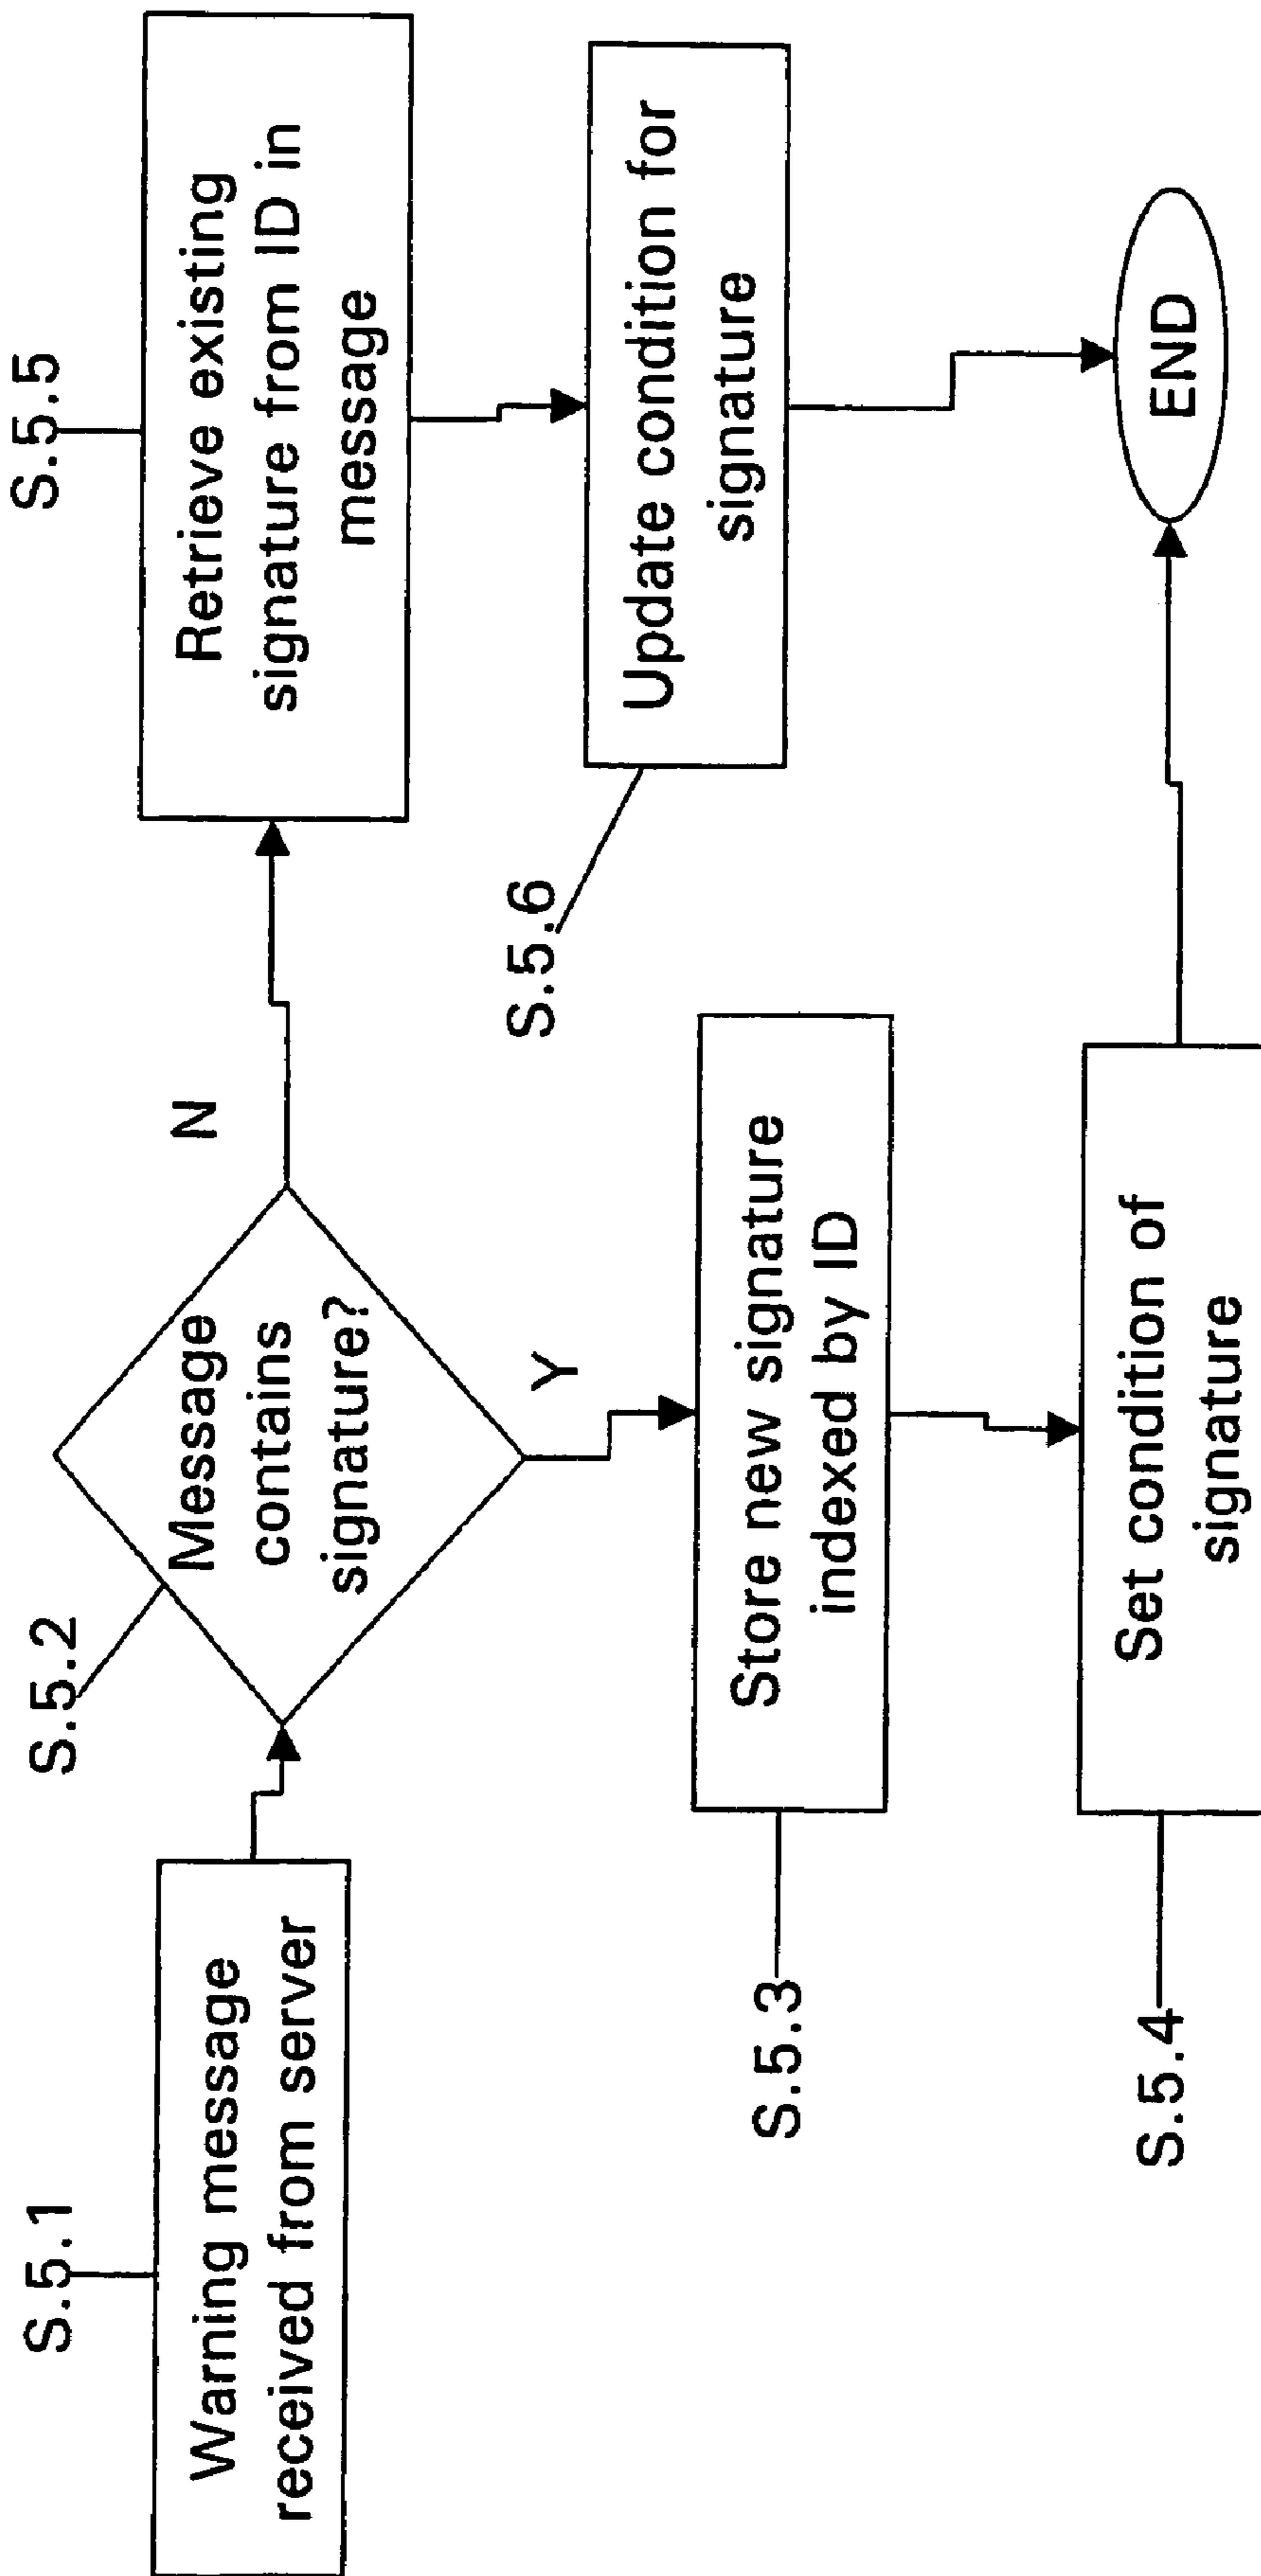 S.5.1
Warning message
received from server
S.5.2
Message
contains
signature?
N
Y
S.5.5
Retrieve existing
signature from ID in
message
S.5.6
Update condition for
signature
S.5.3
Store new signature
indexed by ID
S.5.4
Set condition of
signature
END